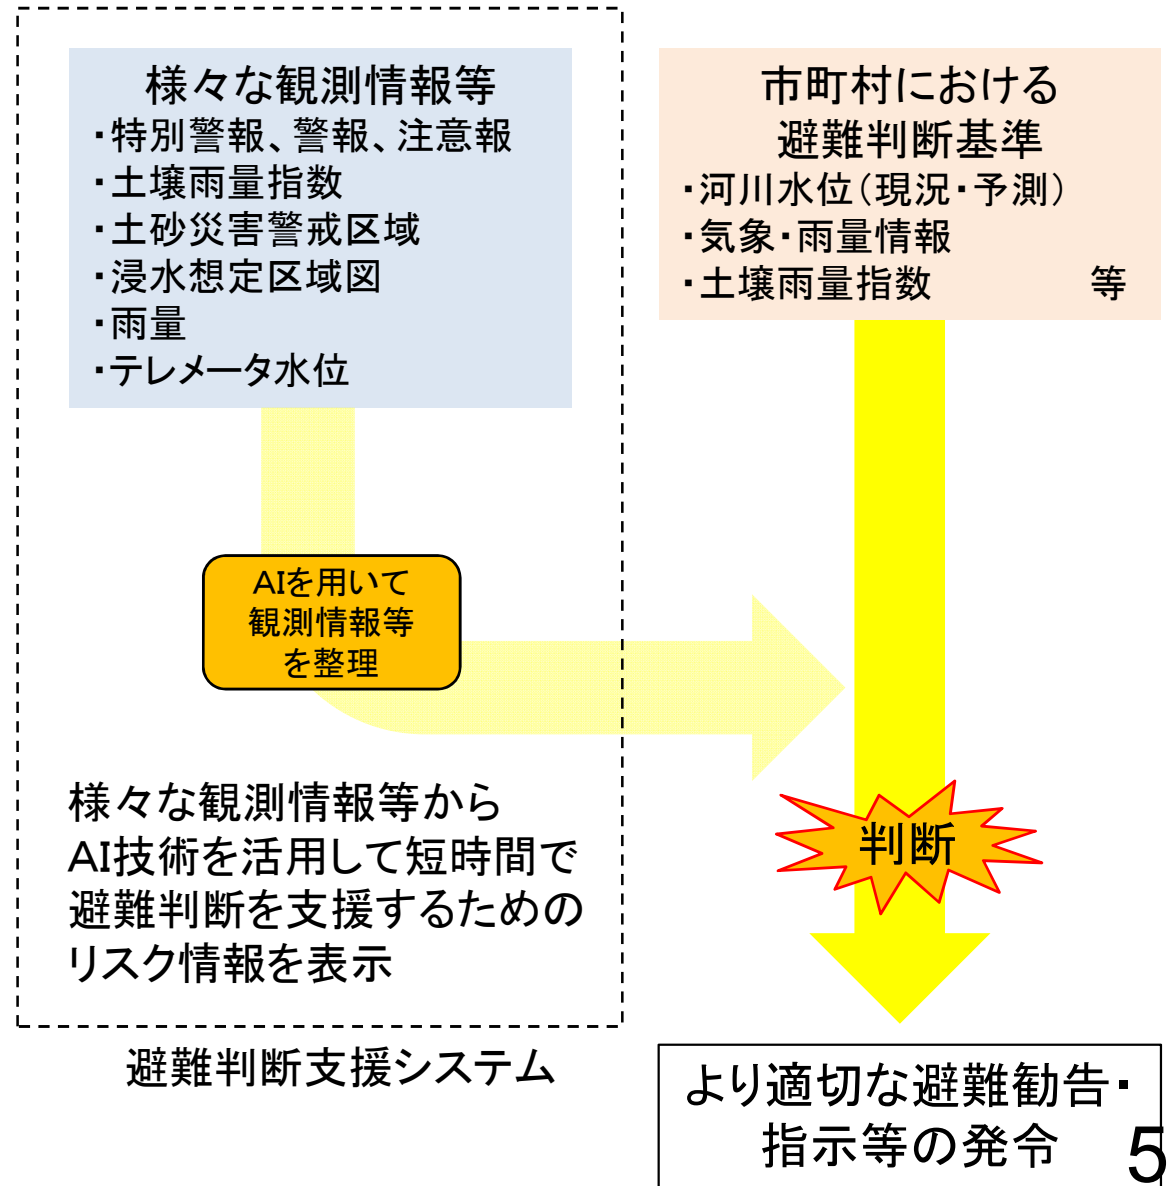 様々な観測情報等
・特別警報、警報、注意報
・土壌雨量指数
・土砂災害警戒区域
・浸水想定区域図
・雨量
・テレメータ水位
AIを用いて
観測情報等
を整理
様々な観測情報等から
AI技術を活用して短時間で
避難判断を支援するための
リスク情報を表示
避難判断支援システム
市町村における
避難判断基準
・河川水位(現況・予測)
・気象・雨量情報
・土壌雨量指数 等
判断
より適切な避難勧告・
指示等の発令
5